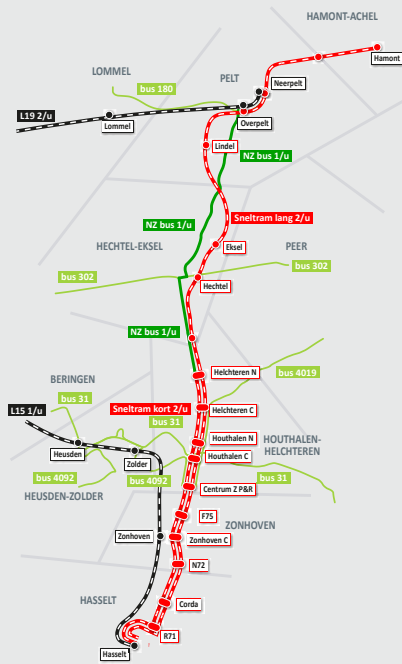 HAMONT-ACHEL
Hamont
LOMMEL
PELT
Neerpelt
bus 180
L19 2/u
Lommel
Overpelt
Lindel
NZ bus 1/u
NZ bus 1/u
Sneltram lang 2/u
HECHTEL-EKSEL
Eksel
PEER
bus 302
bus 302
Hechtel
NZ bus 1/u
Helchteren N
bus 4019
BERINGEN
bus 31
L15 1/u
Sneltram kort 2/u
Helchteren C
bus 31
Houthalen N
HOUTHALEN-
HELCHTEREN
Heusden
Zolder
Houthalen C
bus 4092
bus 4092
bus 31
HEUSDEN-ZOLDER
Centrum Z P&R
F75
ZONHOVEN
Zonhoven
Zonhoven C
N72
HASSELT
Corda
R71
Hasselt